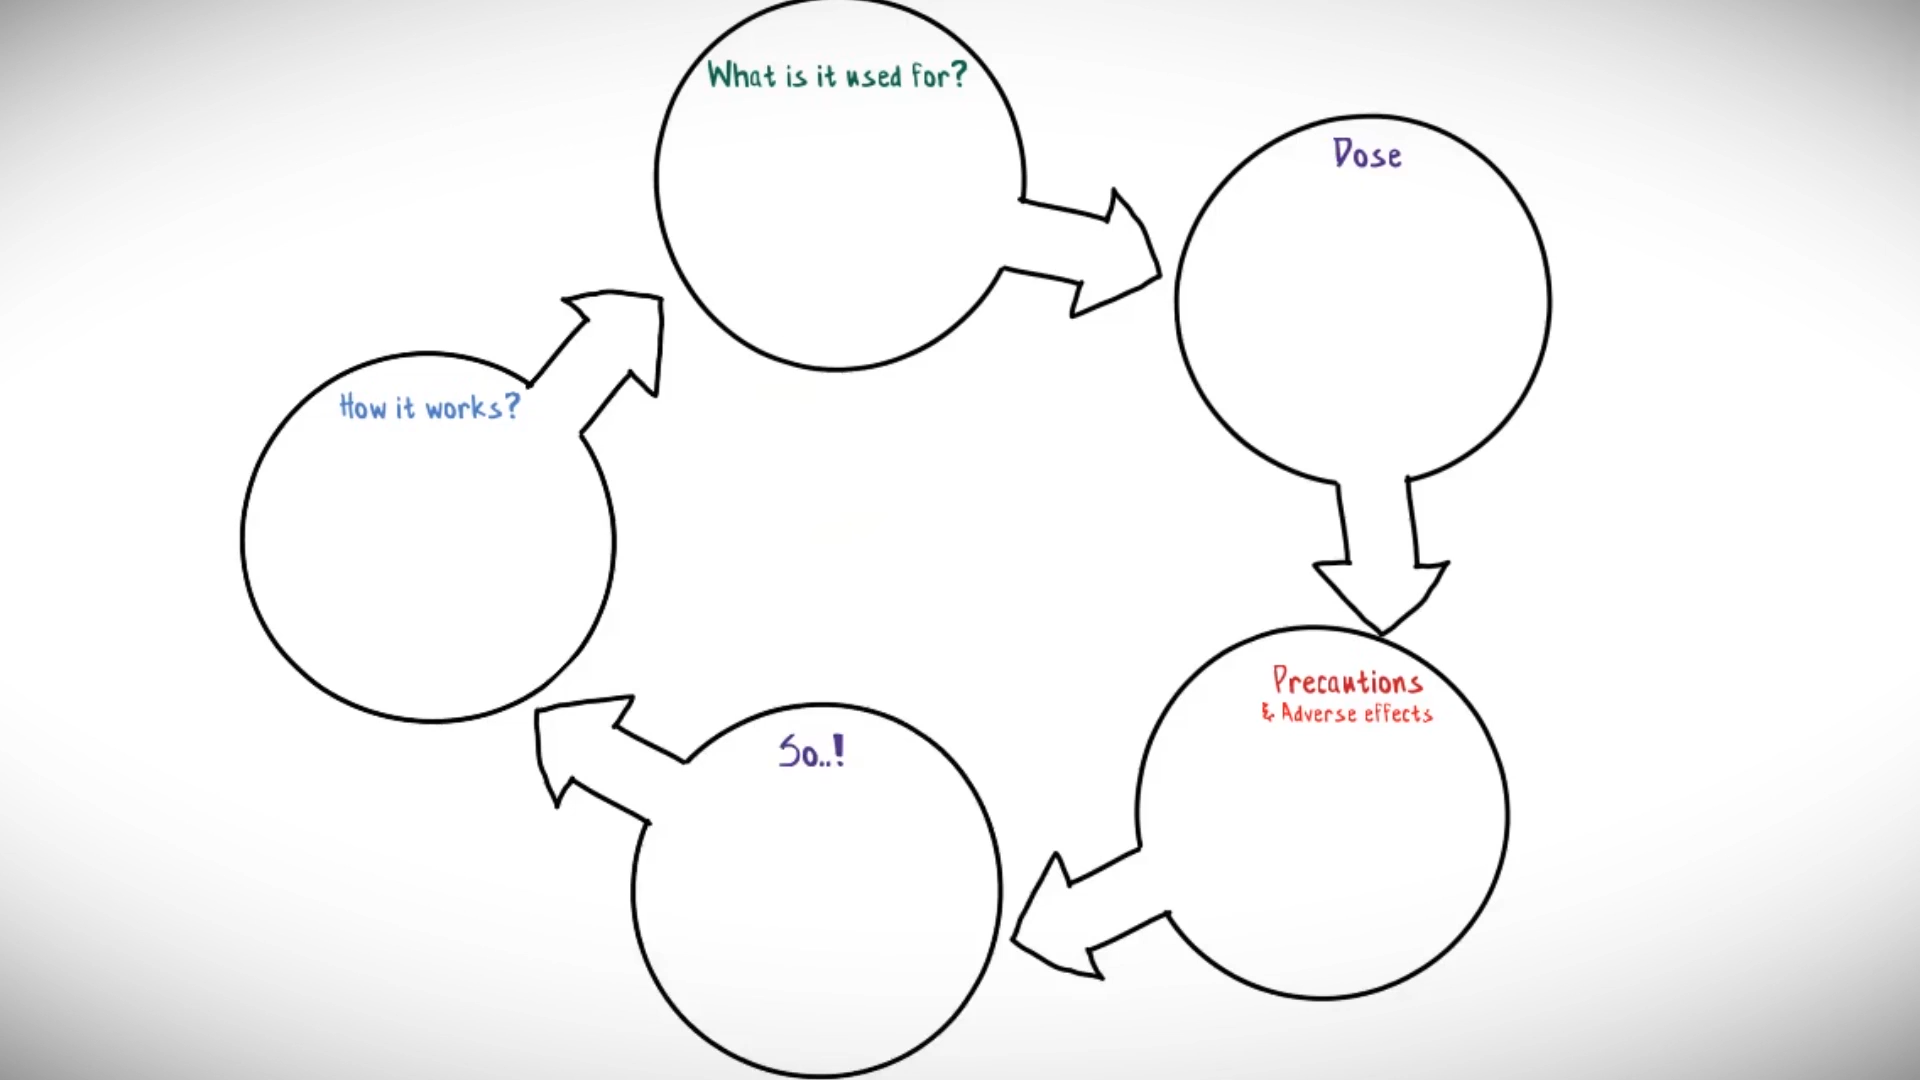 What is it used for?
Dose
How it works?
Precautions
& Adverse effects
So..!